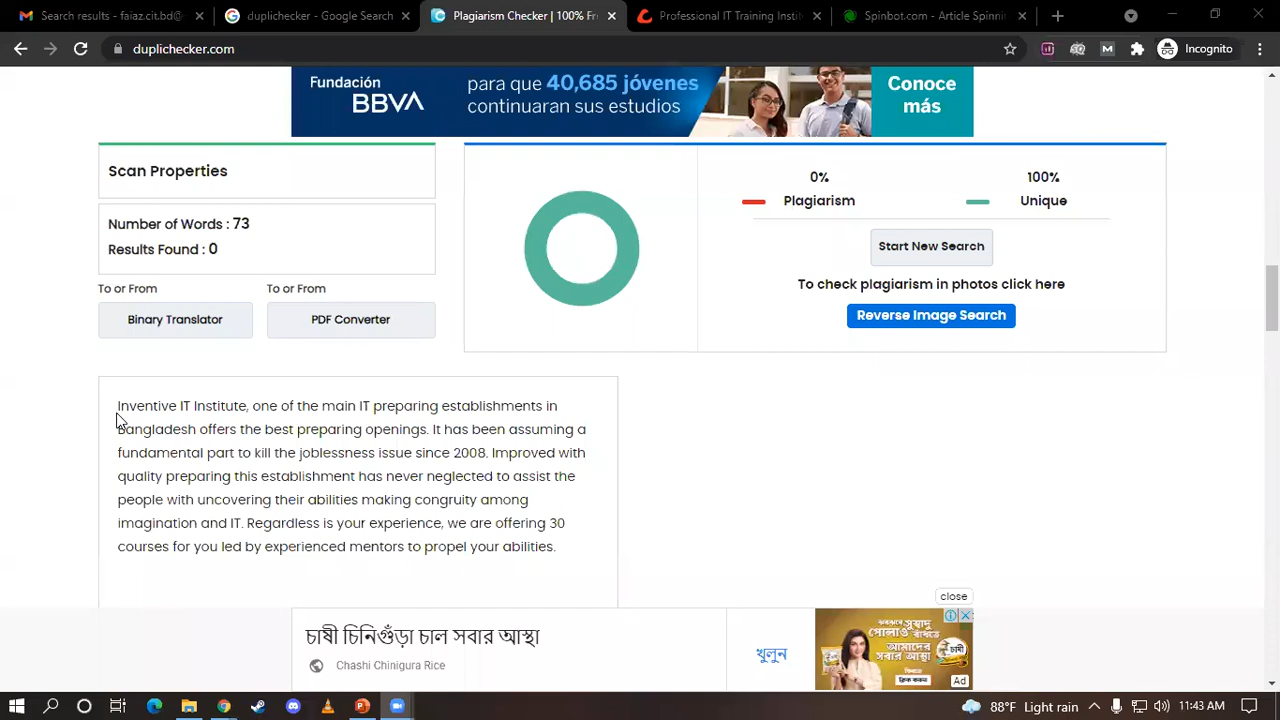 Search results - faiaz.cit.bd@
duplichecker - Google Search
Plagiarism Checker | 100% Fr
Professional IT Training Insti
Spinbot.com - Article Spinnin
duplichecker.com
Incognito
Fundación
BBVA
para que 40,685 jóvenes
continuaran sus estudios
Conoce
más
Scan Properties
Number of Words : 73
Results Found : 0
To or From
To or From
Binary Translator
PDF Converter
0%
Plagiarism
100%
Unique
Start New Search
To check plagiarism in photos click here
Reverse Image Search
Inventive IT Institute, one of the main IT preparing establishments in
Bangladesh offers the best preparing openings. It has been assuming a
fundamental part to kill the joblessness issue since 2008. Improved with
quality preparing this establishment has never neglected to assist the
people with uncovering their abilities making congruity among
imagination and IT. Regardless is your experience, we are offering 30
courses for you led by experienced mentors to propel your abilities.
close
চাষী চিনিগুঁড়া চাল সবার আস্থা
Chashi Chinigura Rice
খুলুন
আমাদের
সবার আস্থা
চাষী
ক্লিক করুন
Ad
88°F Light rain
11:43 AM